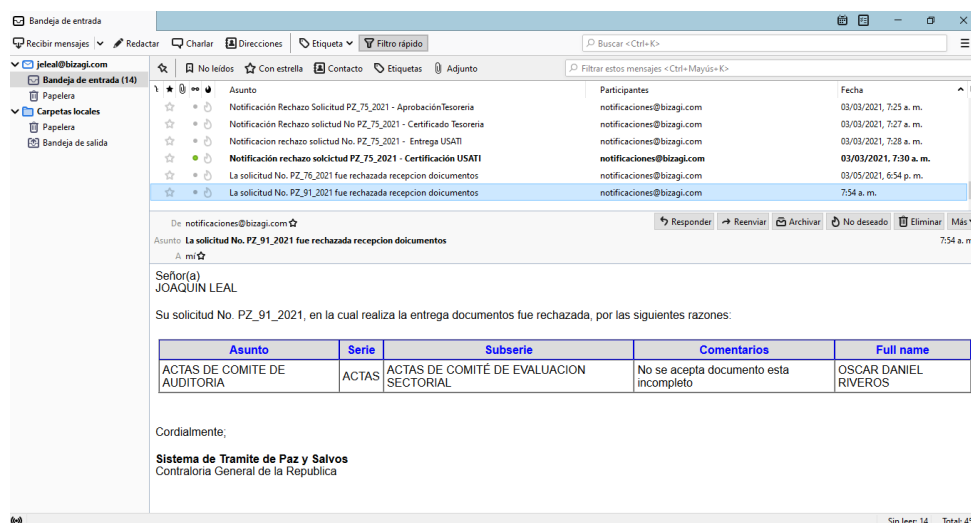 Bandeja de entrada
Recibir mensajes Redactar Charlar Direcciones Etiqueta Filtro rápido Buscar <Ctrl+K>
jeleal@bizagi.com
Bandeja de entrada (14)
Papelera
Carpetas locales
Papelera
Bandeja de salida
No leídos Con estrella Contacto Etiquetas Adjunto Filtrar estos mensajes <Ctrl+Mayús+K>
Asunto Participantes Fecha
Notificación Rechazo Solicitud PZ_75_2021 - AprobaciónTesoreria notificaciones@bizagi.com 03/03/2021, 7:25 a. m.
Notificación Rechazo solictud No PZ_75_2021 - Certificado Tesoreria notificaciones@bizagi.com 03/03/2021, 7:27 a. m.
Notificacion rechazo solictud No. PZ_75_2021 - Entrega USATI notificaciones@bizagi.com 03/03/2021, 7:28 a. m.
Notificación rechazo solcictud PZ_75_2021 - Certificación USATI notificaciones@bizagi.com 03/03/2021, 7:30 a. m.
La solicitud No. PZ_76_2021 fue rechazada recepcion doicumentos notificaciones@bizagi.com 03/05/2021, 6:54 p. m.
La solicitud No. PZ_91_2021 fue rechazada recepcion doicumentos notificaciones@bizagi.com 7:54 a. m.
De notificaciones@bizagi.com Responder Reenviar Archivar No deseado Eliminar Más
Asunto La solicitud No. PZ_91_2021 fue rechazada recepcion doicumentos 7:54 a. m
A mí
Señor(a)
JOAQUIN LEAL
Su solicitud No. PZ_91_2021, en la cual realiza la entrega documentos fue rechazada, por las siguientes razones:
Asunto Serie Subserie Comentarios Full name
ACTAS DE COMITE DE AUDITORIA ACTAS ACTAS DE COMITÉ DE EVALUACION SECTORIAL No se acepta documento esta incompleto OSCAR DANIEL RIVEROS
Cordialmente;
Sistema de Tramite de Paz y Salvos
Contraloria General de la Republica
Sin leer: 14 Total: 45